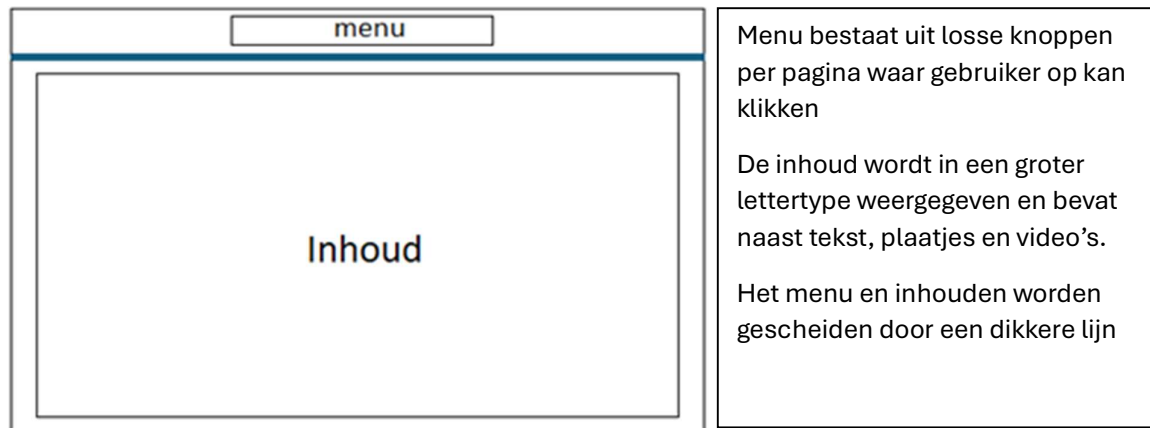 menu
Inhoud
Menu bestaat uit losse knoppen
per pagina waar gebruiker op kan
klikken
De inhoud wordt in een groter
lettertype weergegeven en bevat
naast tekst, plaatjes en video’s.
Het menu en inhouden worden
gescheiden door een dikkere lijn